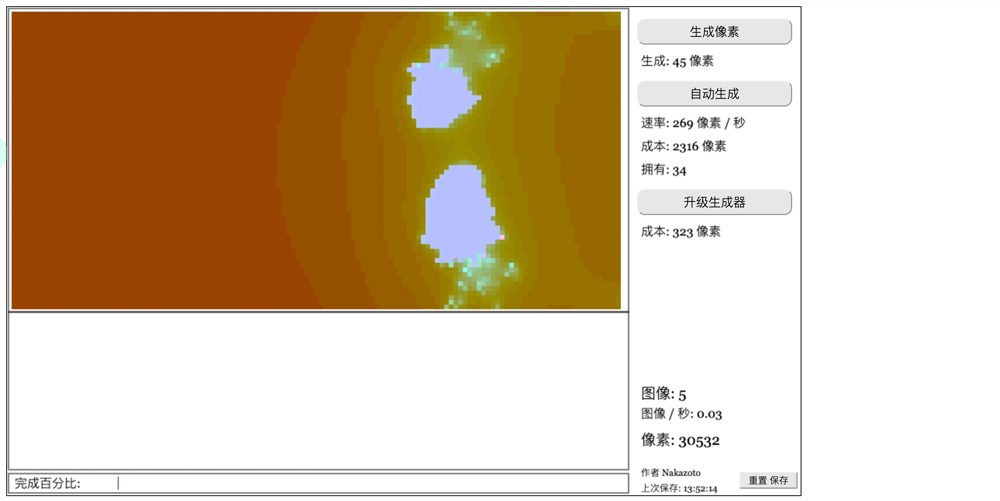 生成像素
生成: 45 像素
自动生成
速率: 269 像素 / 秒
成本: 2316 像素
拥有: 34
升级生成器
成本: 323 像素
图像: 5
图像 / 秒: 0.03
像素: 30532
作者 Nakazoto
上次保存: 13:52:14
重置 保存
完成百分比: